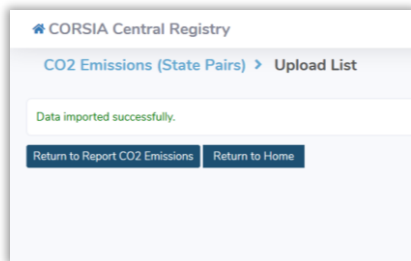 CORSIA Central Registry
CO2 Emissions (State Pairs) > Upload List
Data imported successfully.
Return to Report CO2 Emissions Return to Home